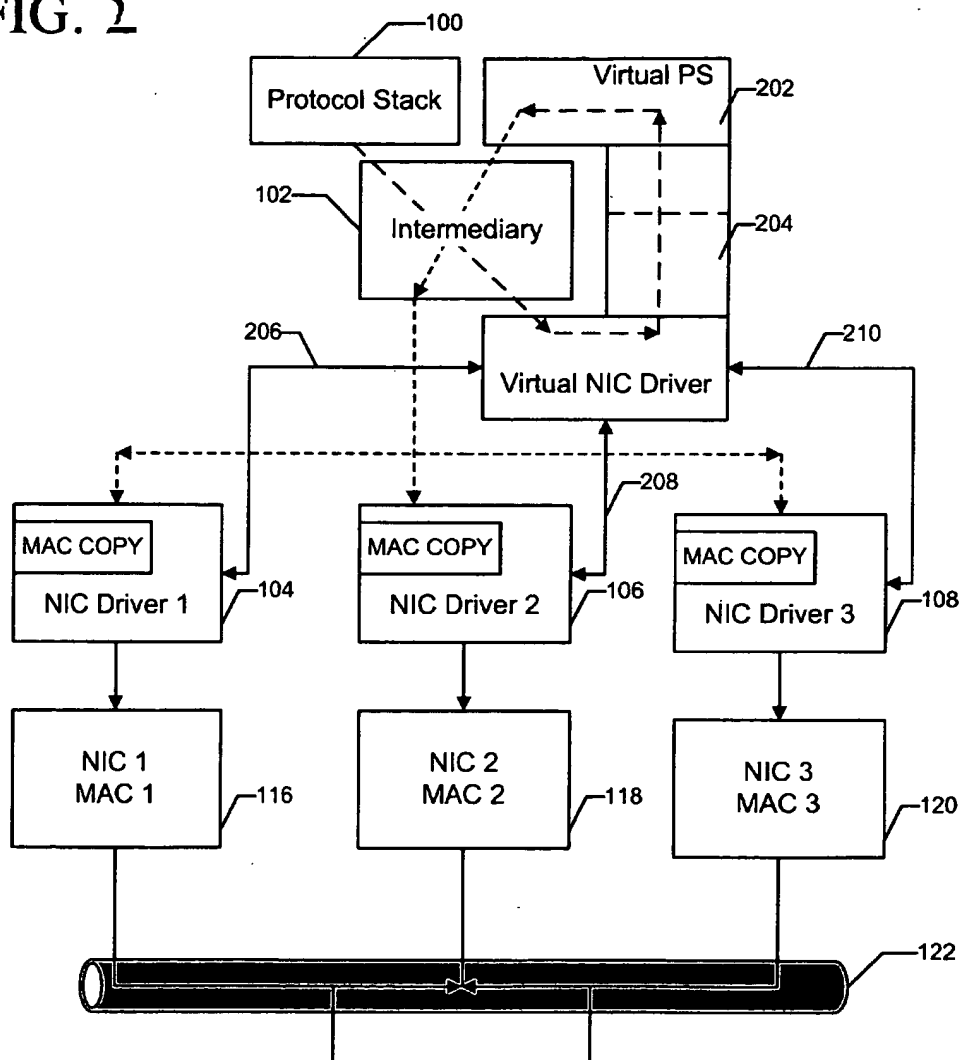 FIG. 2
100
Protocol Stack
Virtual PS
202
102
Intermediary
204
206
210
Virtual NIC Driver
208
MAC COPY
NIC Driver 1
104
MAC COPY
NIC Driver 2
106
MAC COPY
NIC Driver 3
108
NIC 1
MAC 1
116
NIC 2
MAC 2
118
NIC 3
MAC 3
120
122